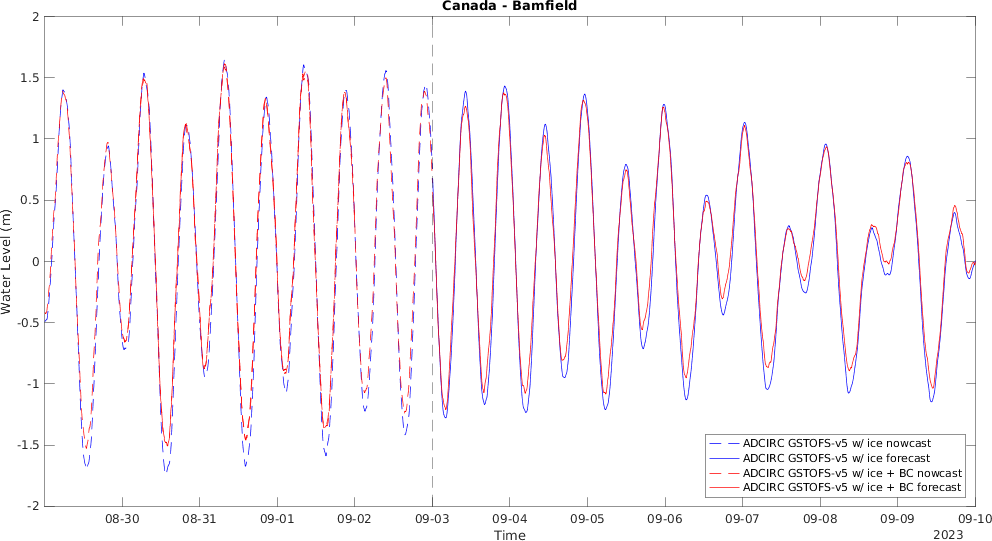 Canada - Bamfield
2
1.5
1
0.5
0
-0.5
-1
-1.5
-2
Water Level (m)
ADCIRC GSTOFS-v5 w/ ice nowcast
ADCIRC GSTOFS-v5 w/ ice forecast
ADCIRC GSTOFS-v5 w/ ice + BC nowcast
ADCIRC GSTOFS-v5 w/ ice + BC forecast
08-30 08-31 09-01 09-02 09-03 09-04 09-05 09-06 09-07 09-08 09-09 09-10
Time
2023